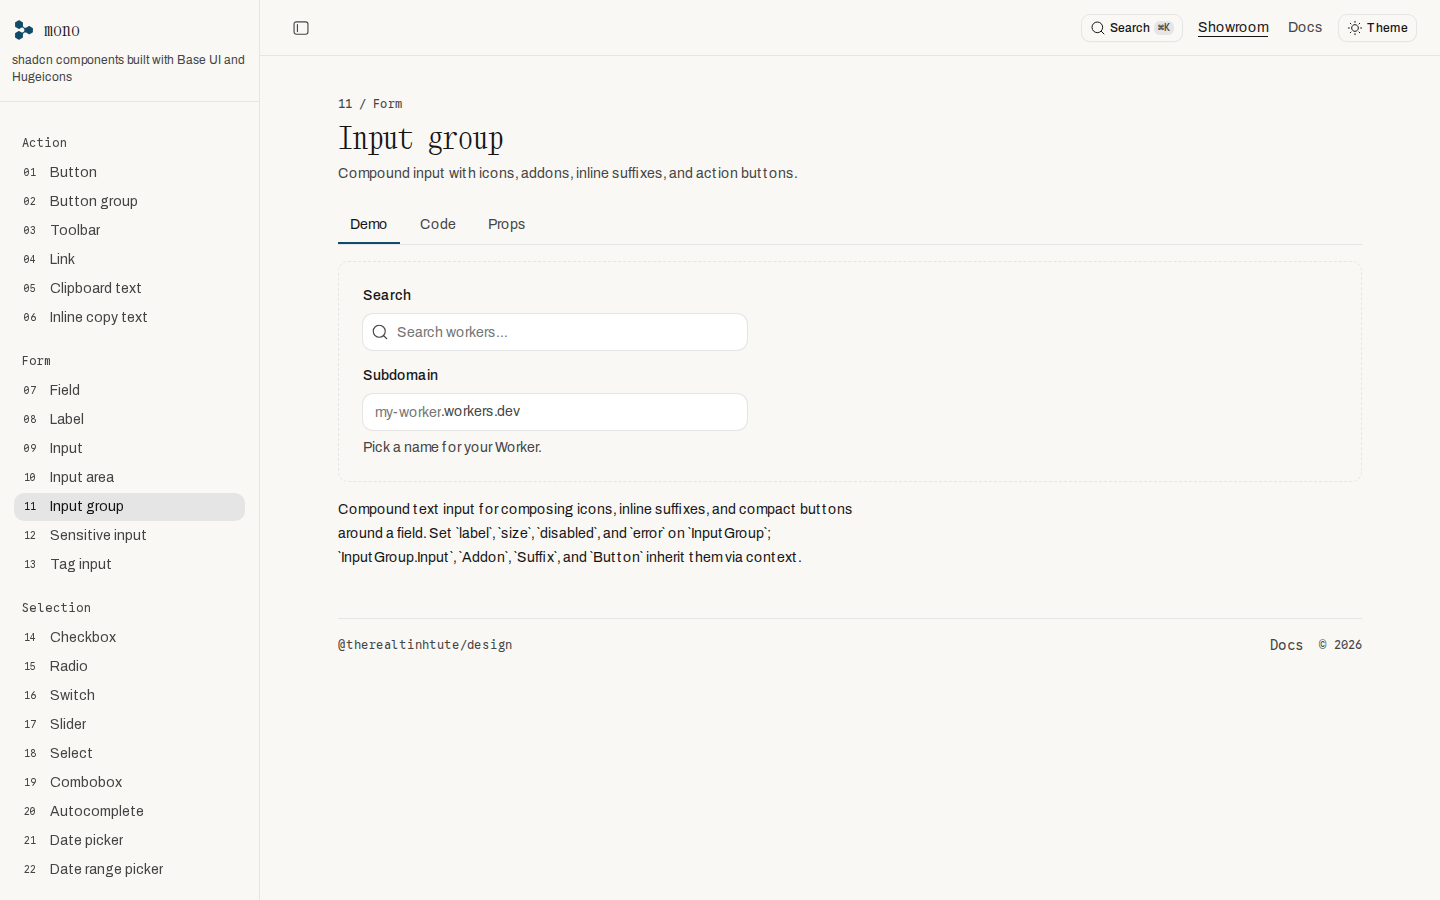 mono
shadcn components built with Base UI and
Hugeicons
Action
01 Button
02 Button group
03 Toolbar
04 Link
05 Clipboard text
06 Inline copy text
Form
07 Field
08 Label
09 Input
10 Input area
11 Input group
12 Sensitive input
13 Tag input
Selection
14 Checkbox
15 Radio
16 Switch
17 Slider
18 Select
19 Combobox
20 Autocomplete
21 Date picker
22 Date range picker
Search ⌘K Showroom Docs Theme
11 / Form
Input group
Compound input with icons, addons, inline suffixes, and action buttons.
Demo Code Props
Search
Search workers...
Subdomain
my-worker.workers.dev
Pick a name for your Worker.
Compound text input for composing icons, inline suffixes, and compact buttons
around a field. Set `label`, `size`, `disabled`, and `error` on `InputGroup`;
`InputGroup.Input`, `Addon`, `Suffix`, and `Button` inherit them via context.
@therealtinhtute/design Docs © 2026